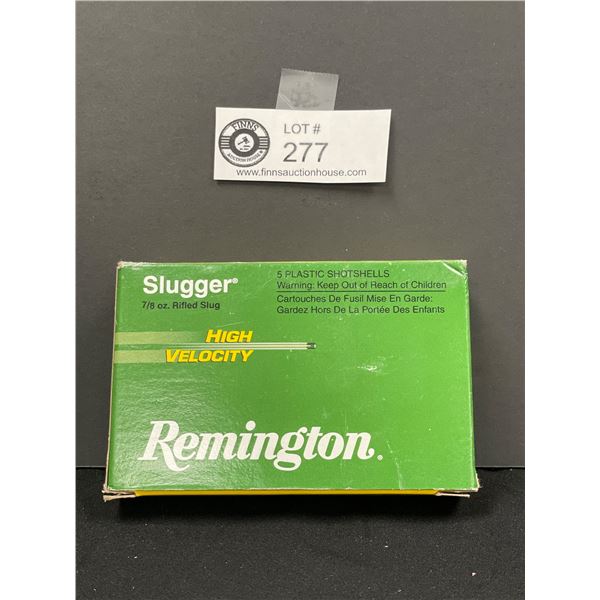 FINNS
AUCTION HOUSE
LOT #
277
www.finnsauctionhouse.com
Slugger®
7/8 oz. Rifled Slug
5 PLASTIC SHOTSHELLS
Warning: Keep Out of Reach of Children
Cartouches De Fusil Mise En Garde:
Gardez Hors De La Portée Des Enfants
HIGH
VELOCITY
Remington®